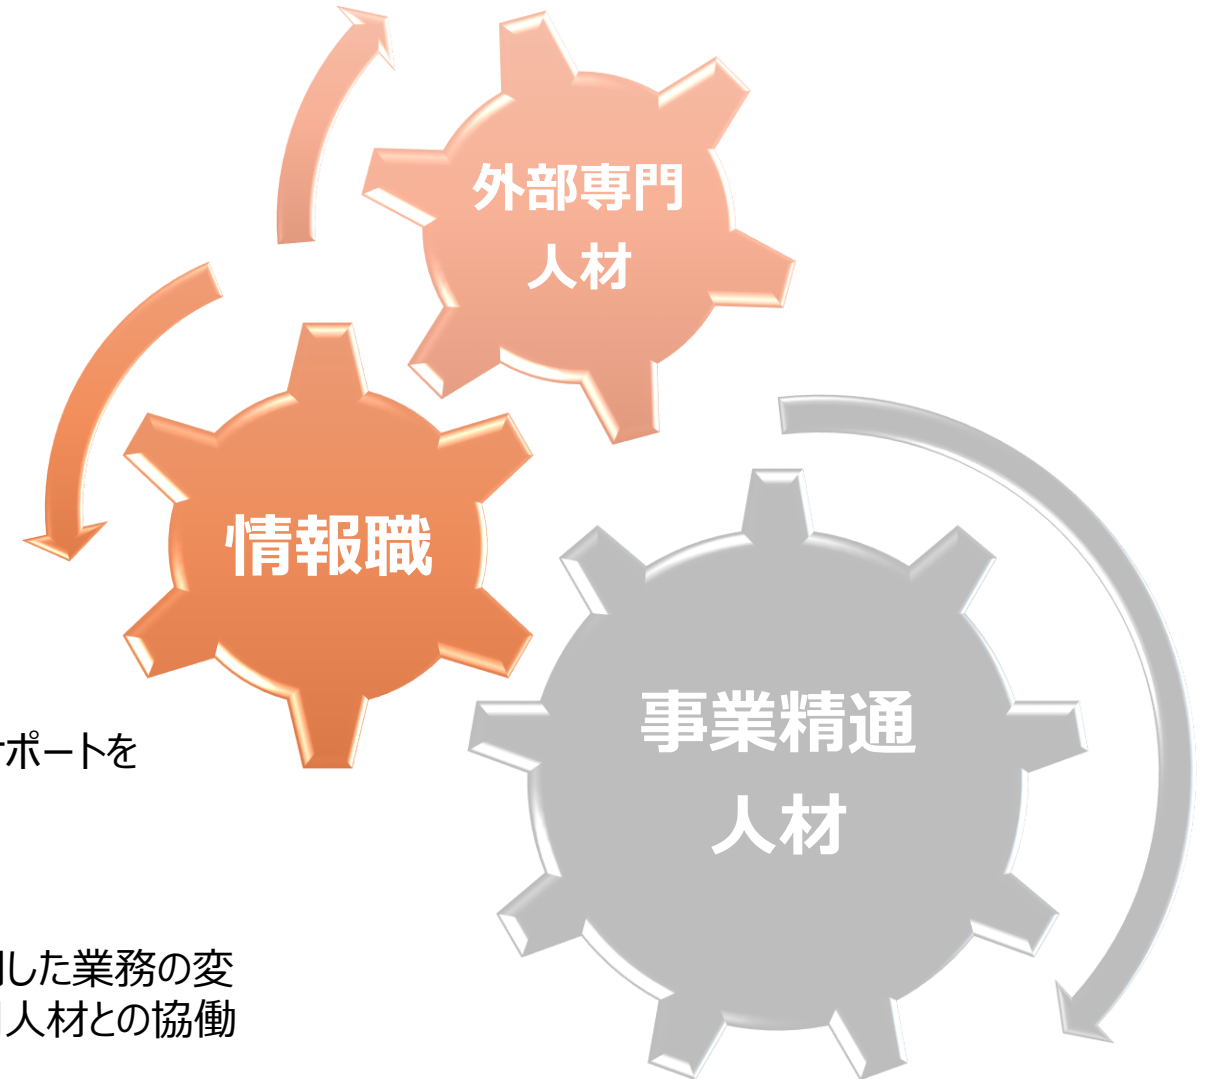 外部専門
人材
情報職
事業精通
人材
サポートを
した業務の変
人材との協働